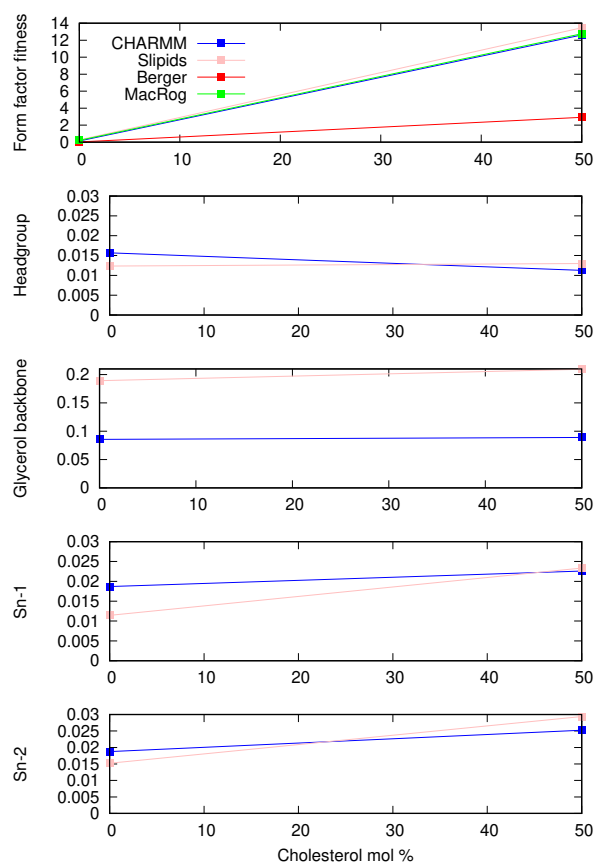 Form factor fitness
14
12
10
8
6
4
2
0
CHARMM
Slipids
Berger
MacRog
0 10 20 30 40 50
Headgroup
0.03
0.025
0.02
0.015
0.01
0.005
0
0 10 20 30 40 50
Glycerol backbone
0.2
0.15
0.1
0.05
0
0 10 20 30 40 50
Sn-1
0.03
0.025
0.02
0.015
0.01
0.005
0
0 10 20 30 40 50
Sn-2
0.03
0.025
0.02
0.015
0.01
0.005
0
0 10 20 30 40 50
Cholesterol mol %